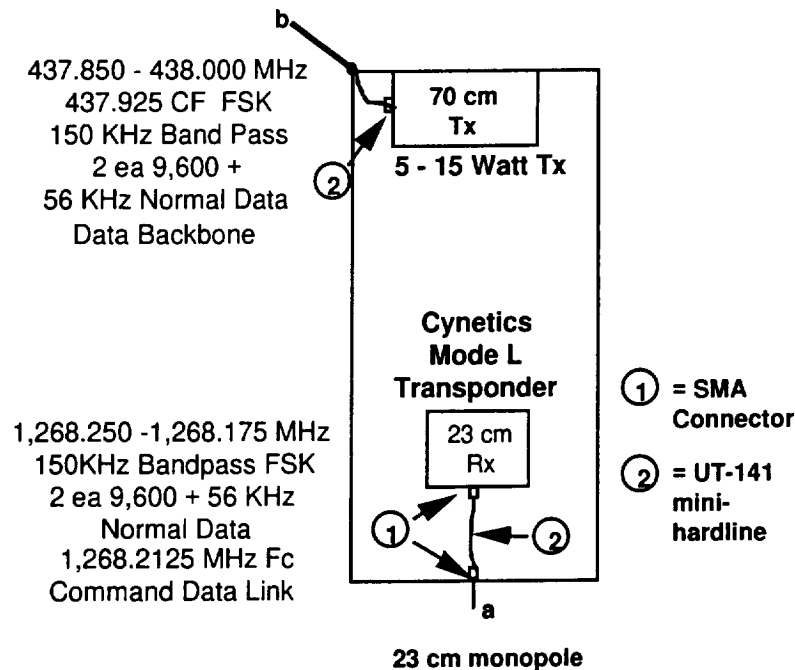 b
437.850 - 438.000 MHz
437.925 CF FSK
150 KHz Band Pass
2 ea 9,600 +
56 KHz Normal Data
Data Backbone
70 cm
Tx
2
5 - 15 Watt Tx
Cynetics
Mode L
Transponder
1,268.250 -1,268.175 MHz
150KHz Bandpass FSK
2 ea 9,600 + 56 KHz
Normal Data
1,268.2125 MHz Fc
Command Data Link
23 cm
Rx
1
2
a
23 cm monopole
1 = SMA
Connector
2 = UT-141
mini-
hardline